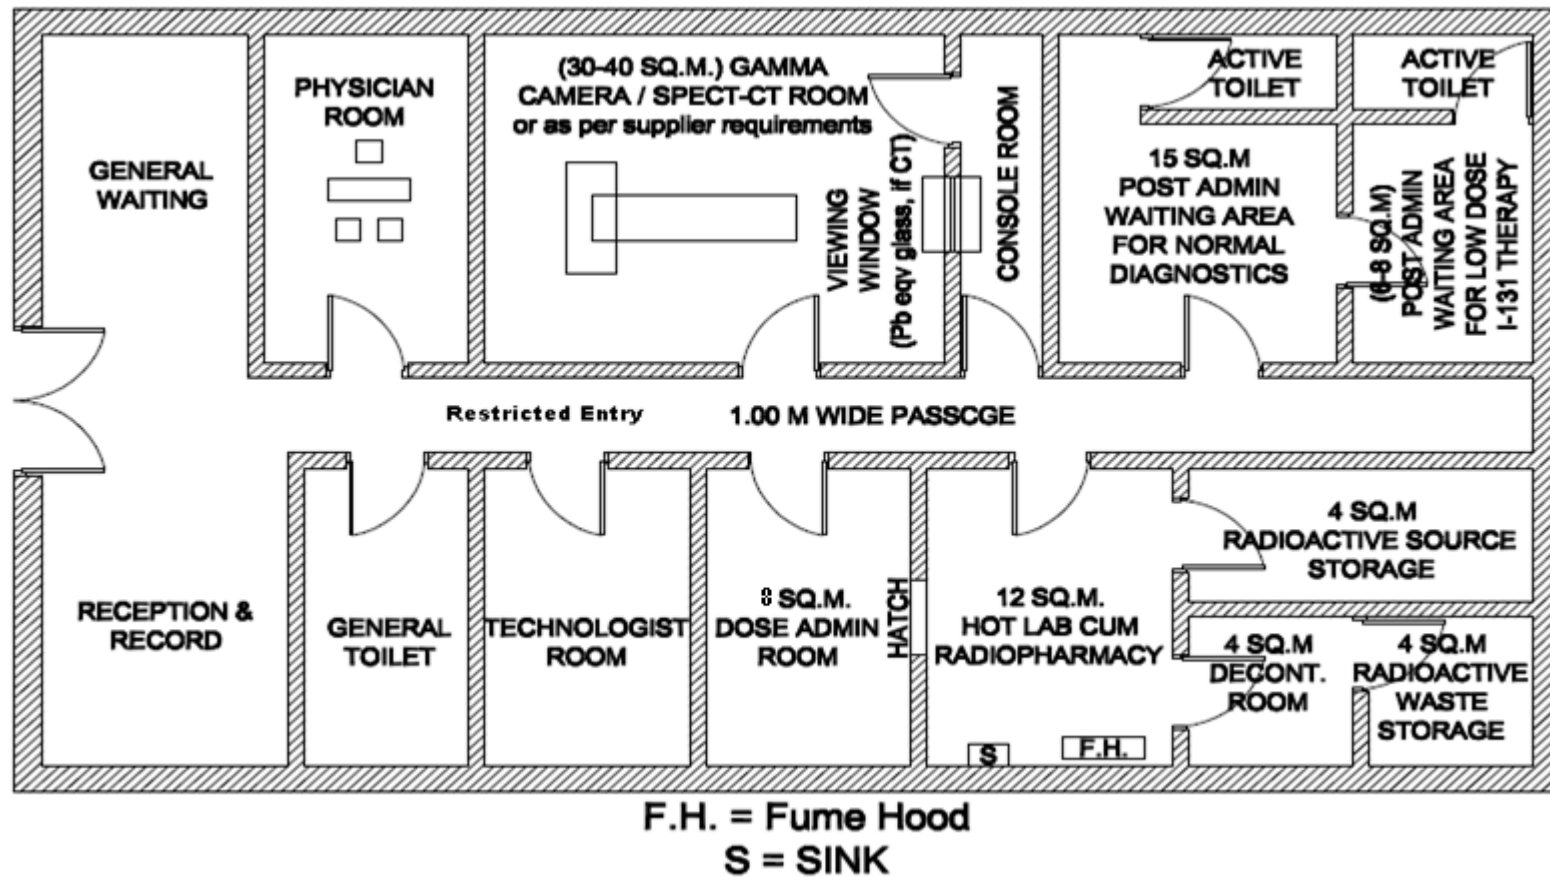 GENERAL
WAITING
PHYSICIAN
ROOM
(30-40 SQ.M.) GAMMA
CAMERA / SPECT-CT ROOM
or as per supplier requirements
VIEWING
WINDOW
(Pb eqv glass, if CT)
CONSOLE ROOM
ACTIVE
TOILET
15 SQ.M
POST ADMIN
WAITING AREA
FOR NORMAL
DIAGNOSTICS
ACTIVE
TOILET
(6-8 SQ.M)
POST ADMIN
WAITING AREA
FOR LOW DOSE
I-131 THERAPY
Restricted Entry
1.00 M WIDE PASSCGE
RECEPTION &
RECORD
GENERAL
TOILET
TECHNOLOGIST
ROOM
8 SQ.M.
DOSE ADMIN
ROOM
HATCH
12 SQ.M.
HOT LAB CUM
RADIOPHARMACY
S
F.H.
4 SQ.M
RADIOACTIVE SOURCE
STORAGE
4 SQ.M
DECONT.
ROOM
4 SQ.M
RADIOACTIVE
WASTE
STORAGE
F.H. = Fume Hood
S = SINK